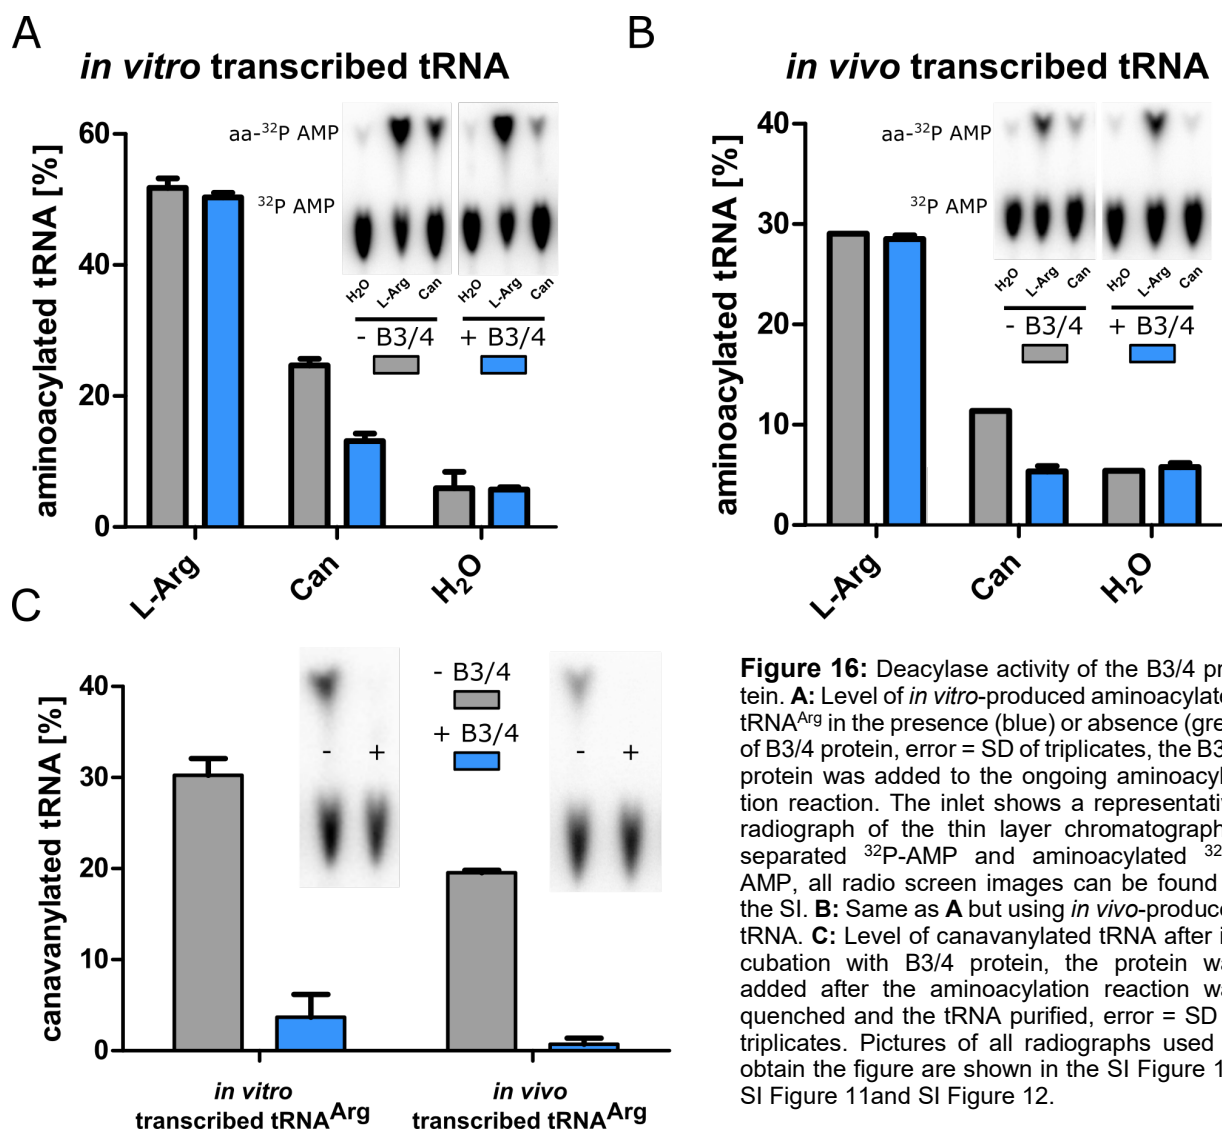 A
in vitro transcribed tRNA
aminoacylated tRNA [%]
60
40
20
0
aa-³²P AMP
³²P AMP
H₂O L-Arg Can H₂O L-Arg Can
- B3/4 + B3/4
L-Arg Can H₂O
B
in vivo transcribed tRNA
aminoacylated tRNA [%]
40
30
20
10
0
aa-³²P AMP
³²P AMP
H₂O L-Arg Can H₂O L-Arg Can
- B3/4 + B3/4
L-Arg Can H₂O
C
canavanylated tRNA [%]
40
30
20
10
0
- +
- B3/4
+ B3/4
- +
in vitro
transcribed tRNAᴬʳᵍ
in vivo
transcribed tRNAᴬʳᵍ
Figure 16: Deacylase activity of the B3/4 pr
tein. A: Level of in vitro-produced aminoacylate
tRNAᴬʳᵍ in the presence (blue) or absence (gre
of B3/4 protein, error = SD of triplicates, the B3
protein was added to the ongoing aminoacyl
tion reaction. The inlet shows a representativ
radiograph of the thin layer chromatograph
separated ³²P-AMP and aminoacylated ³²
AMP, all radio screen images can be found
the SI. B: Same as A but using in vivo-produce
tRNA. C: Level of canavanylated tRNA after i
cubation with B3/4 protein, the protein wa
added after the aminoacylation reaction wa
quenched and the tRNA purified, error = SD
triplicates. Pictures of all radiographs used
obtain the figure are shown in the SI Figure 1
SI Figure 11and SI Figure 12.